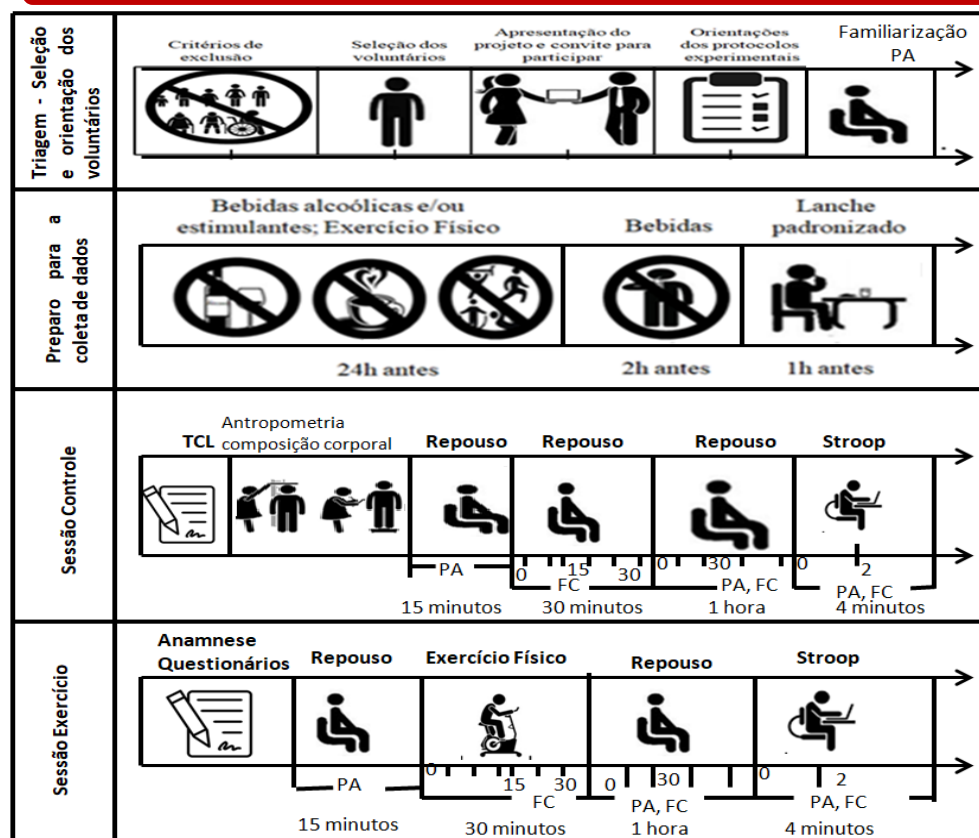 Triagem - Seleção
e orientação dos
voluntários
Critérios de
exclusão
Seleção dos
voluntários
Apresentação do
projeto e convite para
participar
Orientações
dos protocolos
experimentais
Familiarização
PA
Preparo para a
coleta de dados
Bebidas alcoólicas e/ou
estimulantes; Exercício Físico
Bebidas
Lanche
padronizado
24h antes
2h antes
1h antes
Sessão Controle
TCL
Antropometria
composição corporal
Repouso
Repouso
Repouso
Stroop
0 15 30
0 30
0 2
PA
FC
PA, FC
PA, FC
15 minutos
30 minutos
1 hora
4 minutos
Sessão Exercício
Anamnese
Questionários
Repouso
Exercício Físico
Repouso
Stroop
0 15 30
0 30
0 2
PA
FC
PA, FC
PA, FC
15 minutos
30 minutos
1 hora
4 minutos